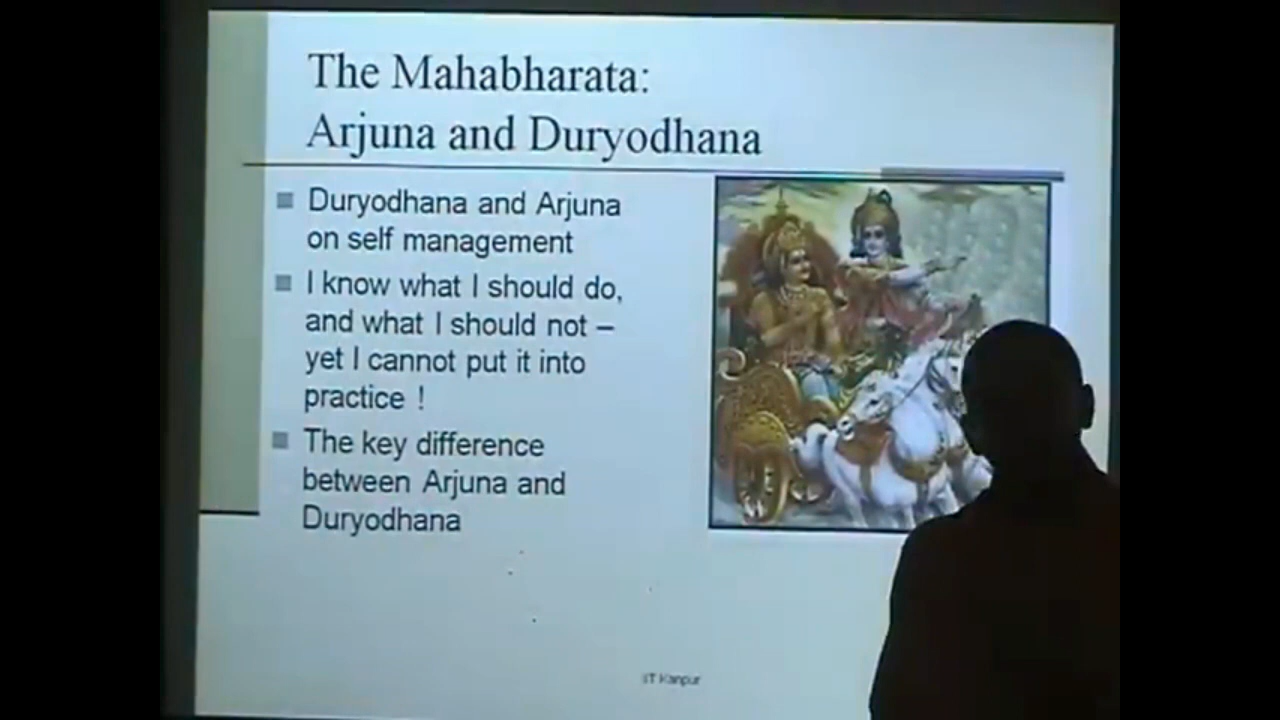 The Mahabharata:
Arjuna and Duryodhana
Duryodhana and Arjuna
on self management
I know what I should do,
and what I should not –
yet I cannot put it into
practice !
The key difference
between Arjuna and
Duryodhana
IIT Kanpur